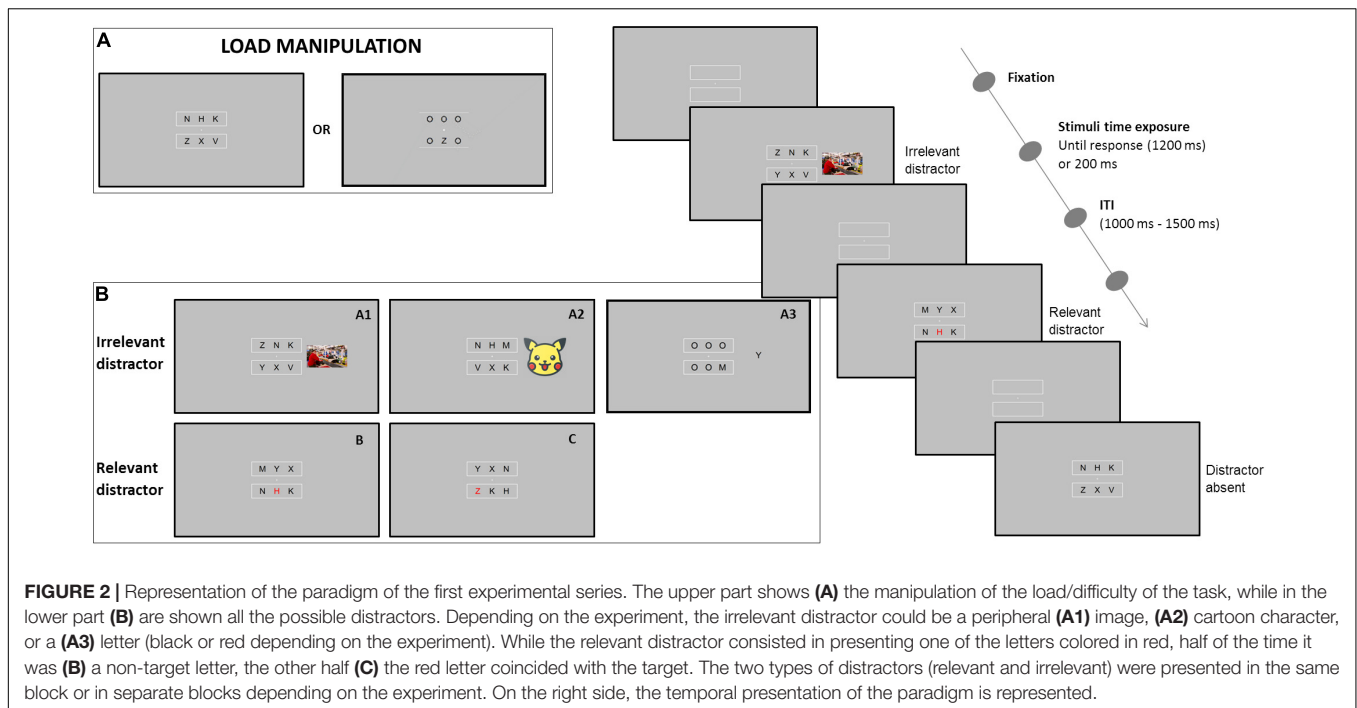 A
LOAD MANIPULATION
N H K
Z X V
OR
O O O
O Z O
B
Irrelevant
distractor
A1
Z N K
Y X V
A2
N H M
V X K
A3
O O O
O O M
Y
Relevant
distractor
B
M Y X
N H K
C
Y X N
Z K H
Z N K
Y X V
Irrelevant
distractor
M Y X
N H K
Relevant
distractor
N H K
Z X V
Distractor
absent
Fixation
Stimuli time exposure
Until response (1200 ms)
or 200 ms
ITI
(1000 ms - 1500 ms)
FIGURE 2 | Representation of the paradigm of the first experimental series. The upper part shows (A) the manipulation of the load/difficulty of the task, while in the
lower part (B) are shown all the possible distractors. Depending on the experiment, the irrelevant distractor could be a peripheral (A1) image, (A2) cartoon character,
or a (A3) letter (black or red depending on the experiment). While the relevant distractor consisted in presenting one of the letters colored in red, half of the time it
was (B) a non-target letter, the other half (C) the red letter coincided with the target. The two types of distractors (relevant and irrelevant) were presented in the same
block or in separate blocks depending on the experiment. On the right side, the temporal presentation of the paradigm is represented.